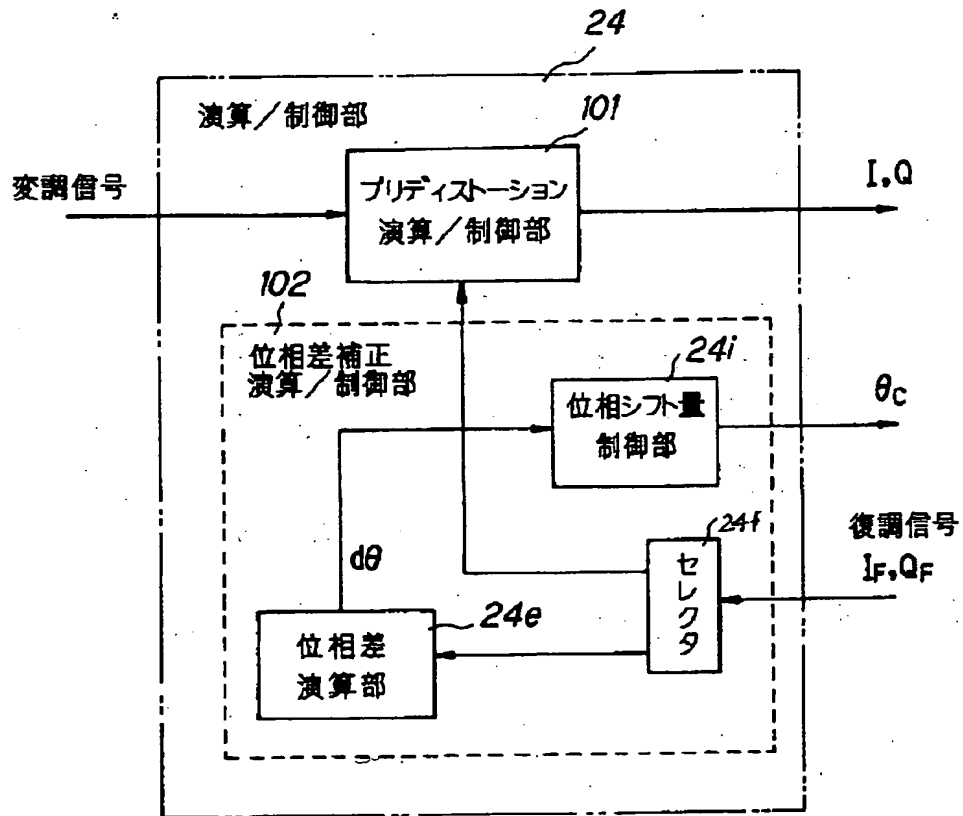 24
演算／制御部
101
変調信号
プリディストーション
演算／制御部
I,Q
102
位相差補正
演算／制御部
24i
位相シフト量
制御部
θc
24f
セレクタ
復調信号
IF,QF
dθ
24e
位相差
演算部